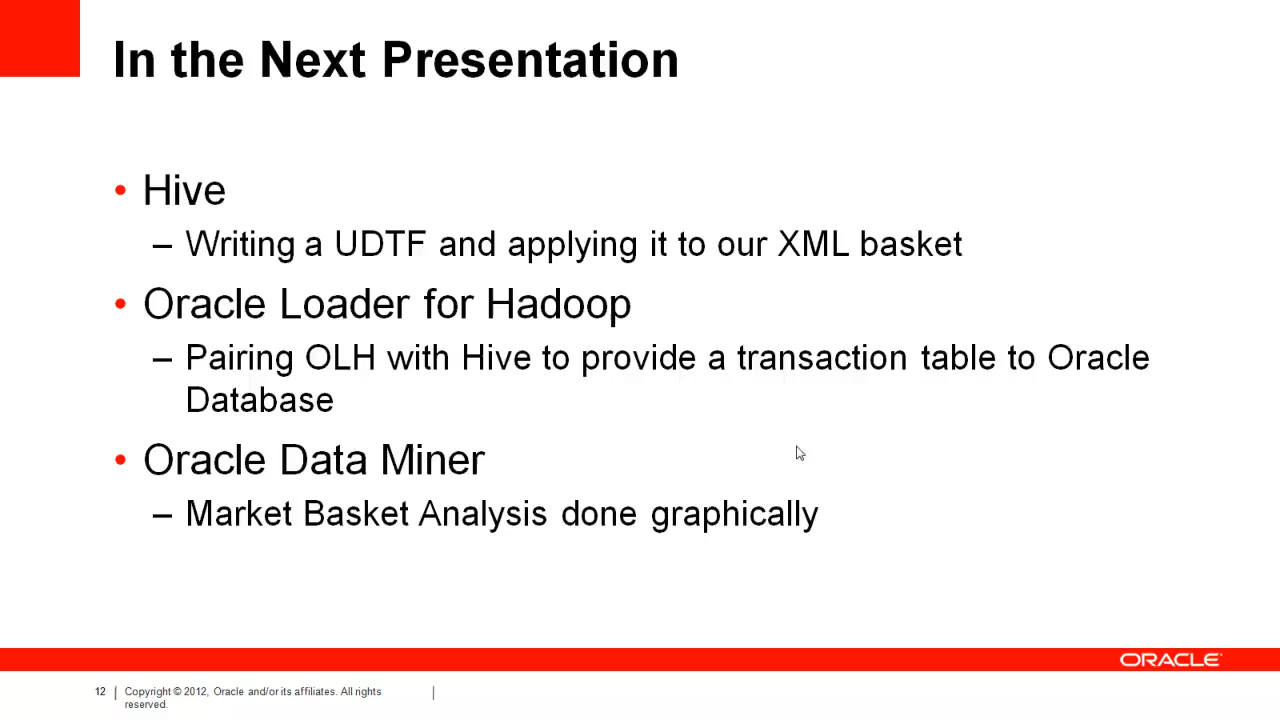 In the Next Presentation
• Hive
– Writing a UDTF and applying it to our XML basket
• Oracle Loader for Hadoop
– Pairing OLH with Hive to provide a transaction table to Oracle
Database
• Oracle Data Miner
– Market Basket Analysis done graphically
ORACLE
12 | Copyright © 2012, Oracle and/or its affiliates. All rights |
reserved.